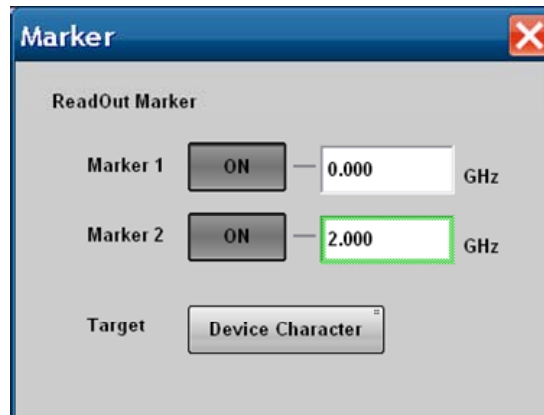 Marker
ReadOut Marker
Marker 1 ON 0.000 GHz
Marker 2 ON 2.000 GHz
Target Device Character